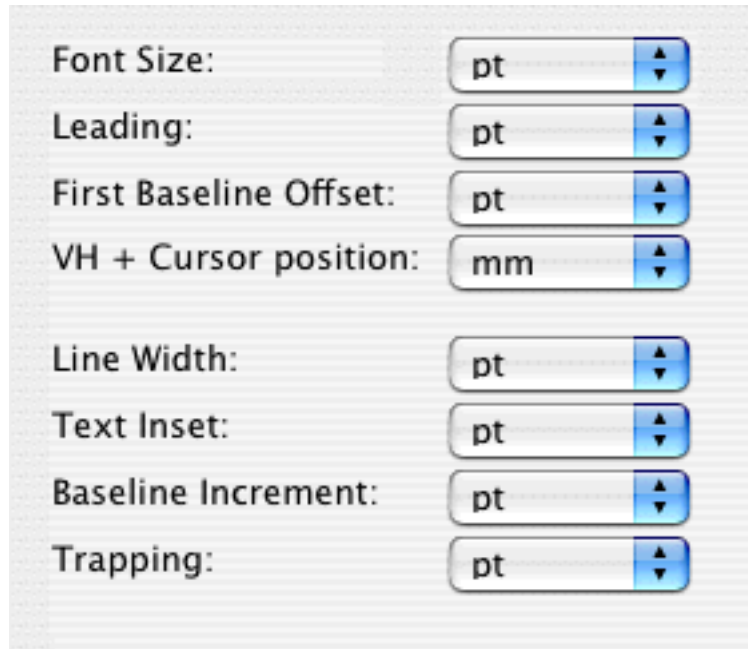 Font Size: pt
Leading: pt
First Baseline Offset: pt
VH + Cursor position: mm
Line Width: pt
Text Inset: pt
Baseline Increment: pt
Trapping: pt